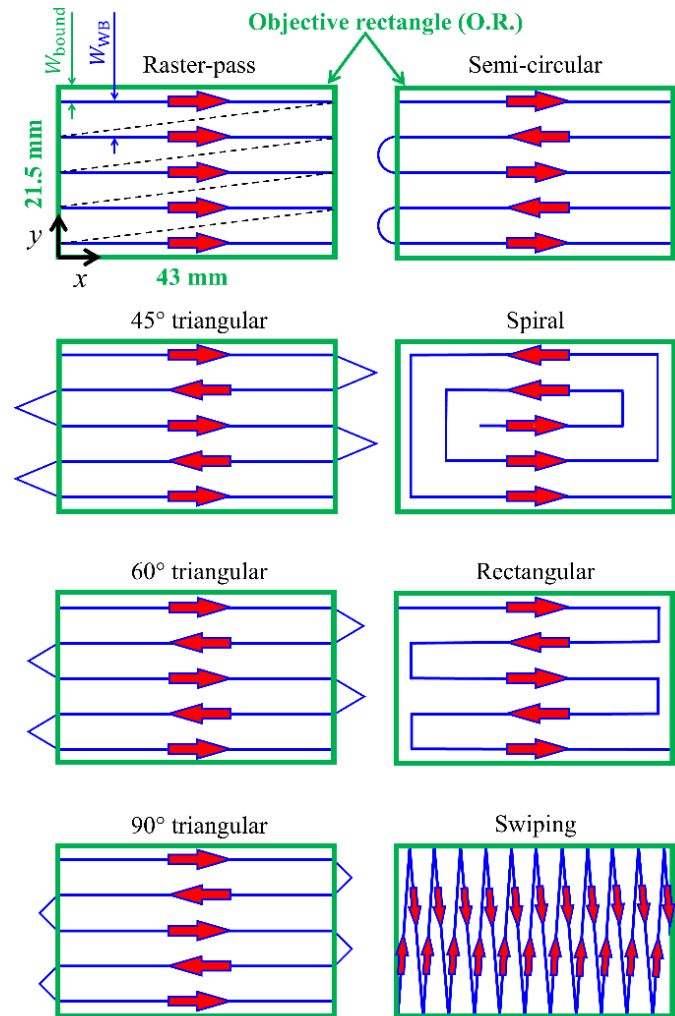 Objective rectangle (O.R.)
W_bound
W_WB
Raster-pass
Semi-circular
21.5 mm
y
x
43 mm
45° triangular
Spiral
60° triangular
Rectangular
90° triangular
Swiping